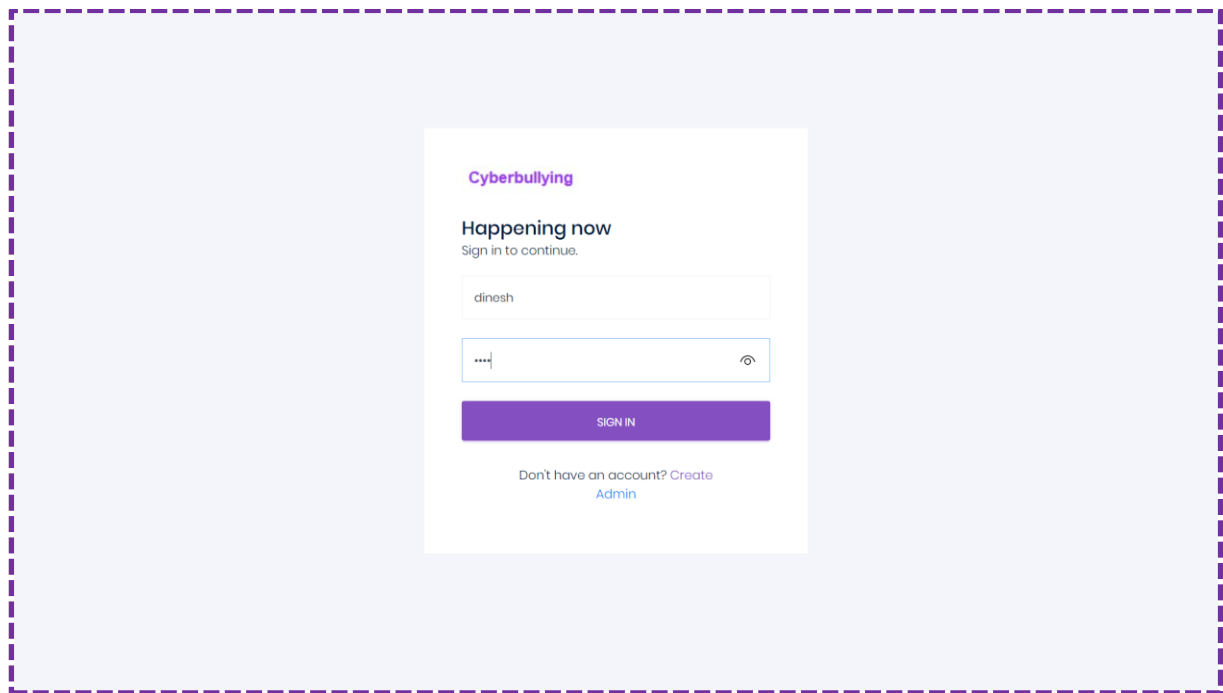 Cyberbullying
Happening now
Sign in to continue.
dinesh
••••
SIGN IN
Don't have an account? Create
Admin